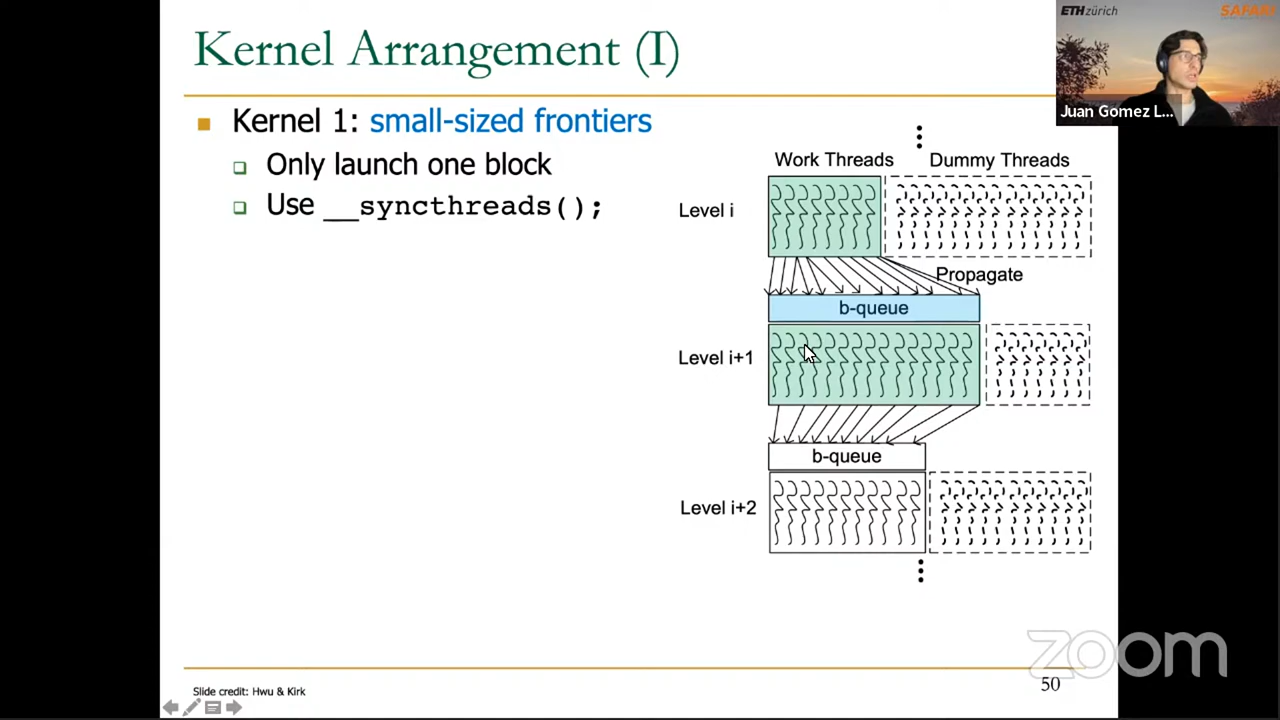 Kernel Arrangement (I)
ETH zürich
SAFARI
Juan Gomez L...
Kernel 1: small-sized frontiers
Only launch one block
Use __syncthreads();
Work Threads
Dummy Threads
Level i
Propagate
b-queue
Level i+1
b-queue
Level i+2
zoom
Slide credit: Hwu & Kirk
50